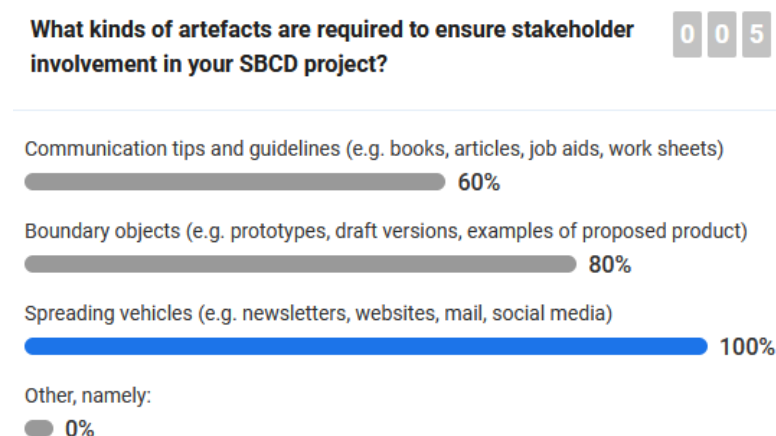 What kinds of artefacts are required to ensure stakeholder
involvement in your SBCD project?
0 0 5
Communication tips and guidelines (e.g. books, articles, job aids, work sheets)
60%
Boundary objects (e.g. prototypes, draft versions, examples of proposed product)
80%
Spreading vehicles (e.g. newsletters, websites, mail, social media)
100%
Other, namely:
0%